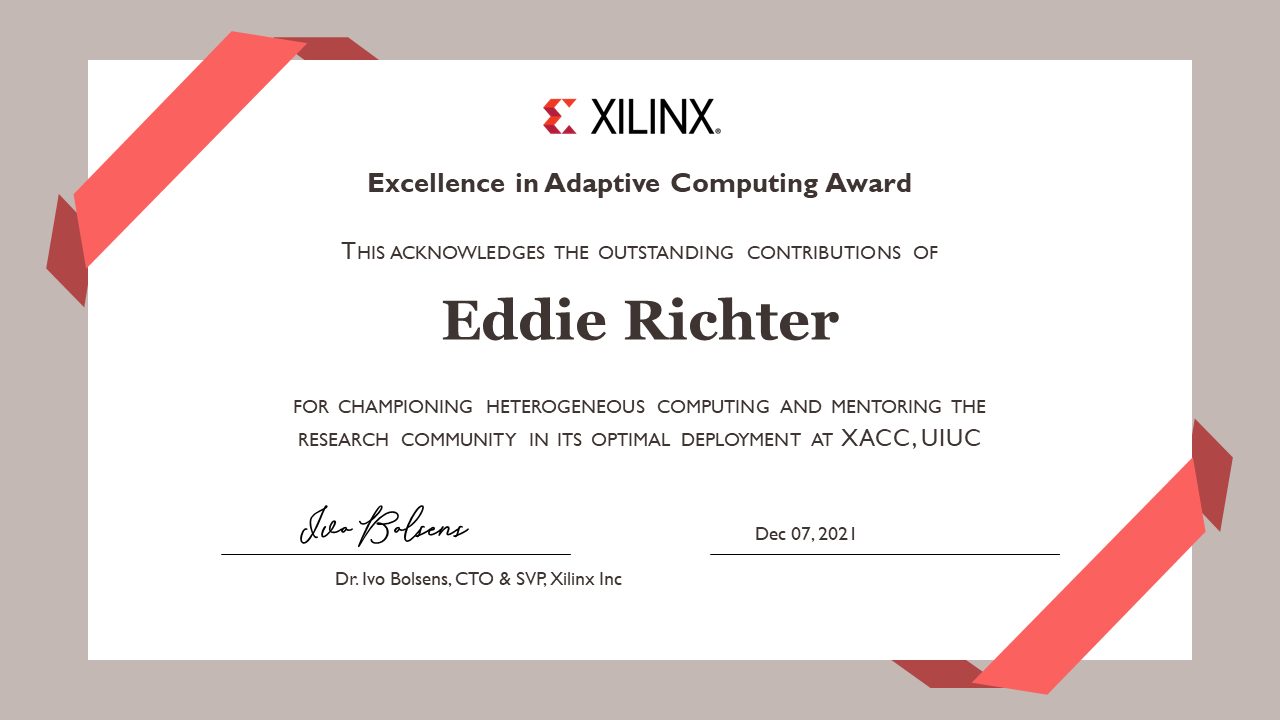 XILINX®
Excellence in Adaptive Computing Award
THIS ACKNOWLEDGES THE OUTSTANDING CONTRIBUTIONS OF
Eddie Richter
FOR CHAMPIONING HETEROGENEOUS COMPUTING AND MENTORING THE
RESEARCH COMMUNITY IN ITS OPTIMAL DEPLOYMENT AT XACC, UIUC
Ivo Bolsens
Dec 07, 2021
Dr. Ivo Bolsens, CTO & SVP, Xilinx Inc